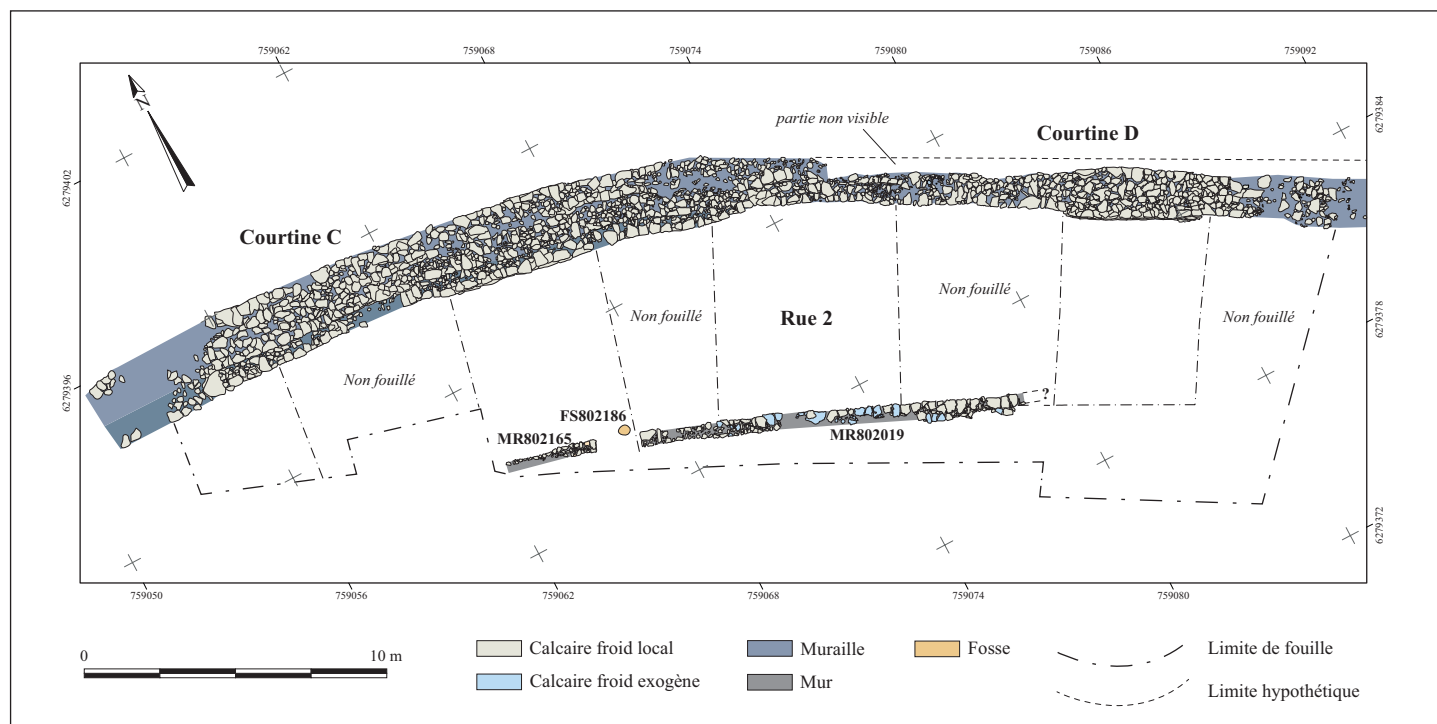 759062
759068
759074
759080
759086
759092
N
partie non visible
Courtine D
6279384
6279402
Courtine C
Non fouillé
Rue 2
Non fouillé
Non fouillé
6279378
6279396
Non fouillé
FS802186
?
MR802165
MR802019
6279372
759050
759056
759062
759068
759074
759080
0
10 m
Calcaire froid local
Muraille
Fosse
Limite de fouille
Calcaire froid exogène
Mur
Limite hypothétique